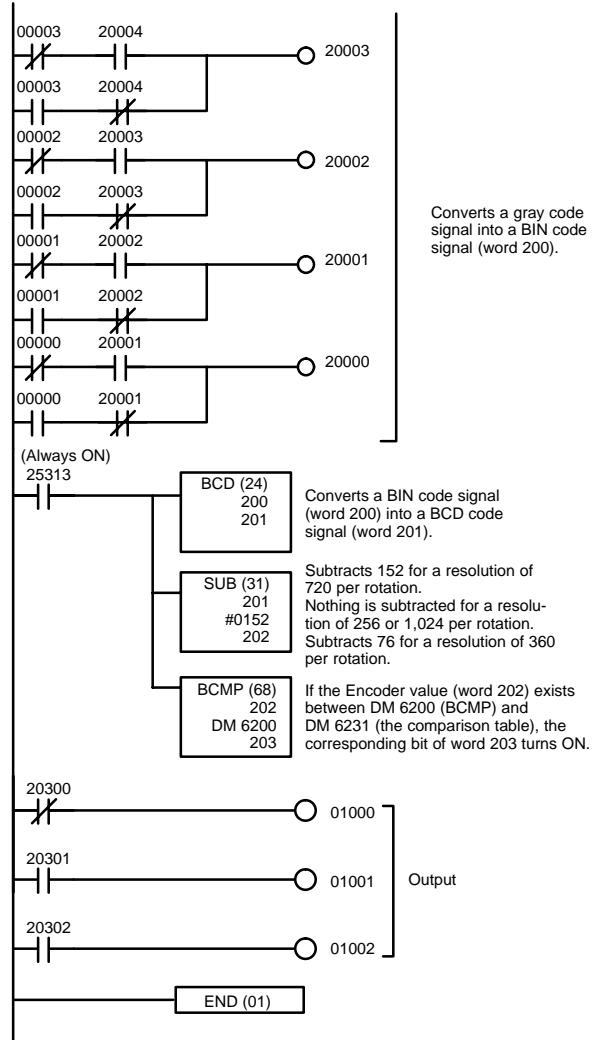 00003 20004
20003
00003 20004
00002 20003
20002
00002 20003
00001 20002
20001
00001 20002
00000 20001
20000
00000 20001
Converts a gray code
signal into a BIN code
signal (word 200).
(Always ON)
25313
BCD (24)
200
201
Converts a BIN code signal
(word 200) into a BCD code
signal (word 201).
SUB (31)
201
#0152
202
Subtracts 152 for a resolution of
720 per rotation.
Nothing is subtracted for a resolu-
tion of 256 or 1,024 per rotation.
Subtracts 76 for a resolution of 360
per rotation.
BCMP (68)
202
DM 6200
203
If the Encoder value (word 202) exists
between DM 6200 (BCMP) and
DM 6231 (the comparison table), the
corresponding bit of word 203 turns ON.
20300
01000
20301
01001
Output
20302
01002
END (01)